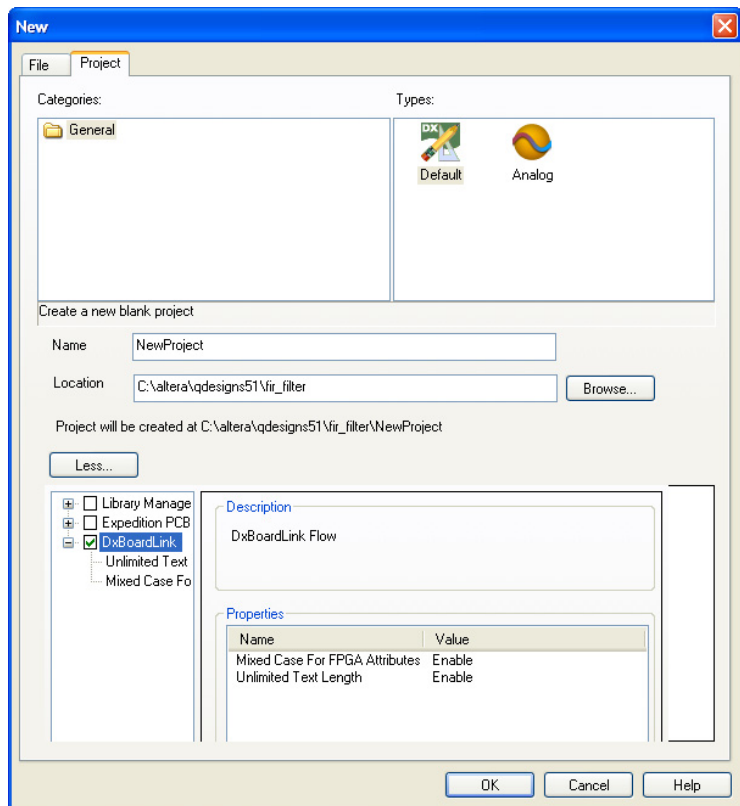 New
File Project
Categories: Types:
General
DX
Default Analog
Create a new blank project
Name NewProject
Location C:\altera\qdesigns51\fir_filter Browse...
Project will be created at C:\altera\qdesigns51\fir_filter\NewProject
Less...
Library Manage
Expedition PCB
DxBoardLink
Unlimited Text
Mixed Case Fo
Description
DxBoardLink Flow
Properties
Name Value
Mixed Case For FPGA Attributes Enable
Unlimited Text Length Enable
OK Cancel Help